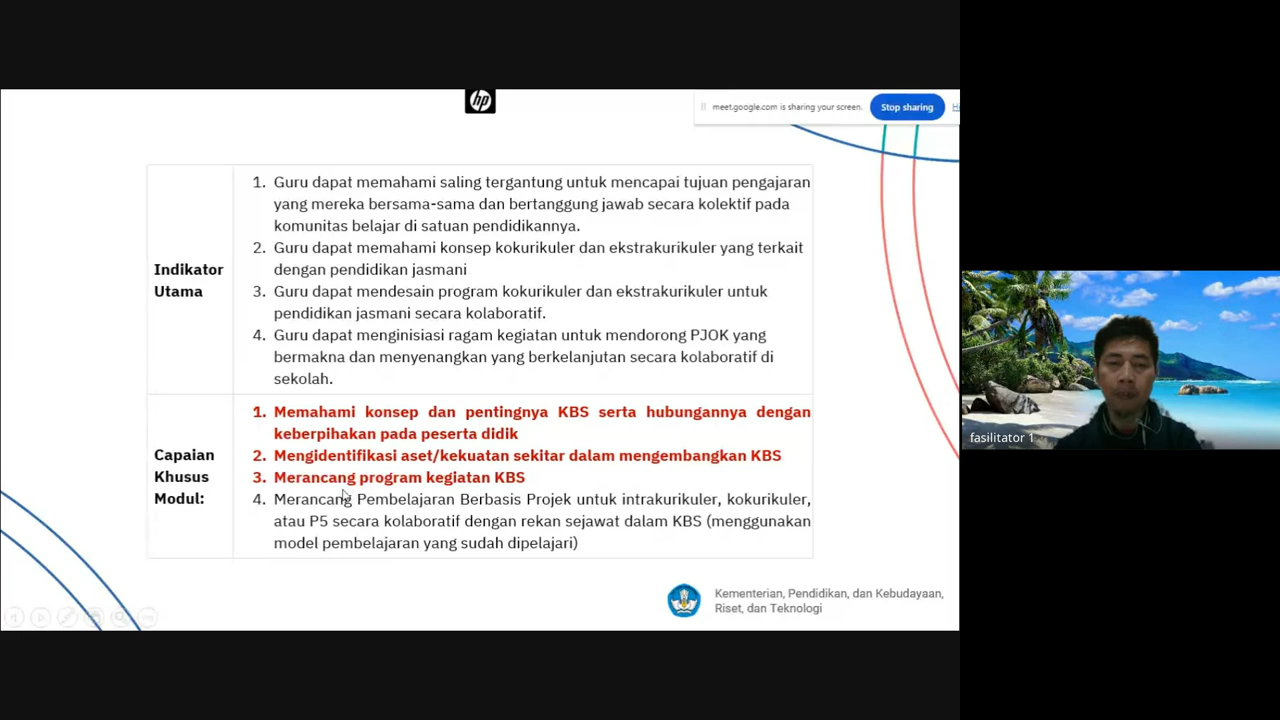 hp
meet.google.com is sharing your screen.
Stop sharing
1. Guru dapat memahami saling tergantung untuk mencapai tujuan pengajaran
yang mereka bersama-sama dan bertanggung jawab secara kolektif pada
komunitas belajar di satuan pendidikannya.
2. Guru dapat memahami konsep kokurikuler dan ekstrakurikuler yang terkait
dengan pendidikan jasmani
Indikator
Utama
3. Guru dapat mendesain program kokurikuler dan ekstrakurikuler untuk
pendidikan jasmani secara kolaboratif.
4. Guru dapat menginisiasi ragam kegiatan untuk mendorong PJOK yang
bermakna dan menyenangkan yang berkelanjutan secara kolaboratif di
sekolah.
1. Memahami konsep dan pentingnya KBS serta hubungannya dengan
keberpihakan pada peserta didik
Capaian
Khusus
Modul:
2. Mengidentifikasi aset/kekuatan sekitar dalam mengembangkan KBS
3. Merancang program kegiatan KBS
4. Merancang Pembelajaran Berbasis Projek untuk intrakurikuler, kokurikuler,
atau P5 secara kolaboratif dengan rekan sejawat dalam KBS (menggunakan
model pembelajaran yang sudah dipelajari)
Kementerian, Pendidikan, dan Kebudayaan,
Riset, dan Teknologi
fasilitator 1